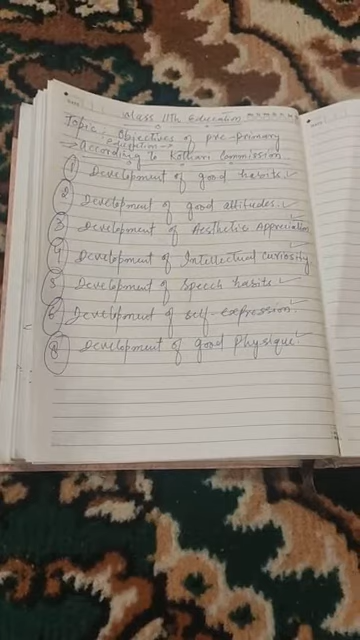 Class 11th Education
Topic : Objectives of pre-primary
education →
→ According to Kothari Commission
1 Development of good habits.
2 Development of good attitudes.
3 Development of Aesthetic Appreciation
4 Development of Intellectual curiosity
5 Development of Speech habits.
6 Development of self-expression.
8 Development of good Physique.